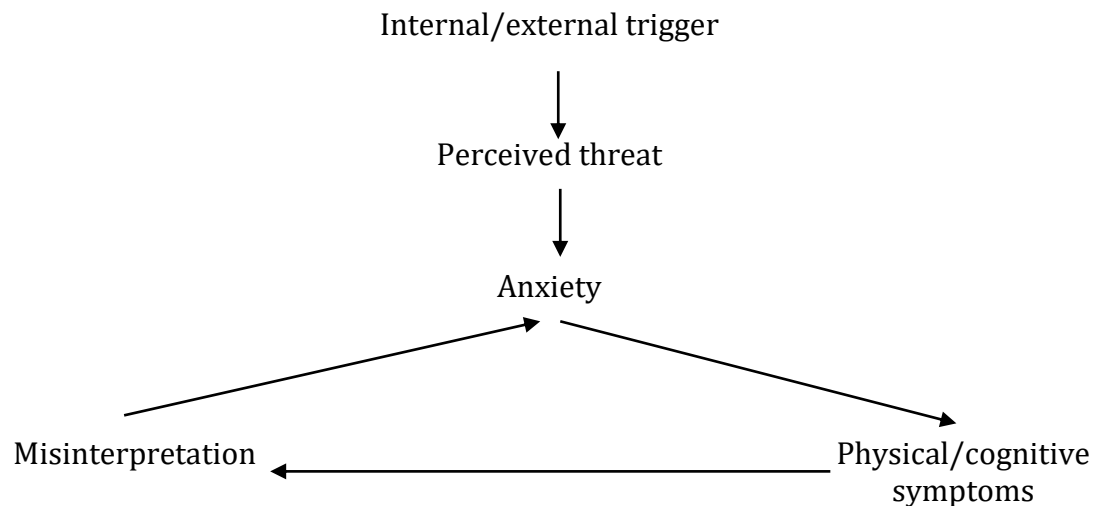 Internal/external trigger
Perceived threat
Anxiety
Misinterpretation
Physical/cognitive
symptoms